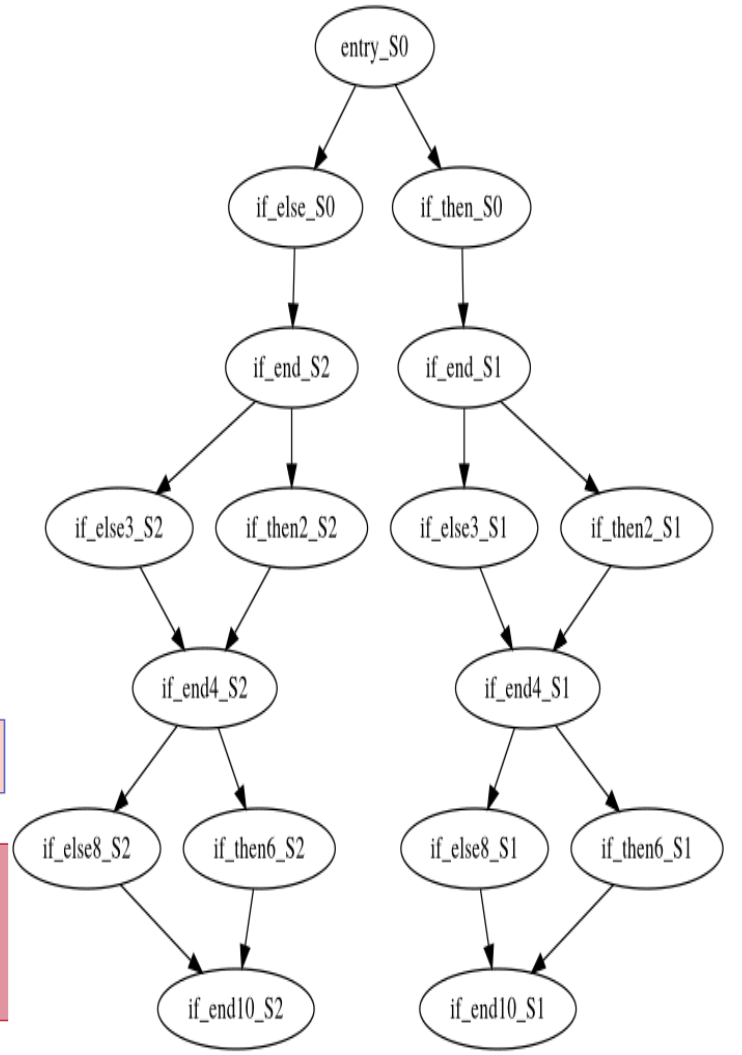 entry_S0
if_else_S0
if_then_S0
if_end_S2
if_end_S1
if_else3_S2
if_then2_S2
if_else3_S1
if_then2_S1
if_end4_S2
if_end4_S1
if_else8_S2
if_then6_S2
if_else8_S1
if_then6_S1
if_end10_S2
if_end10_S1